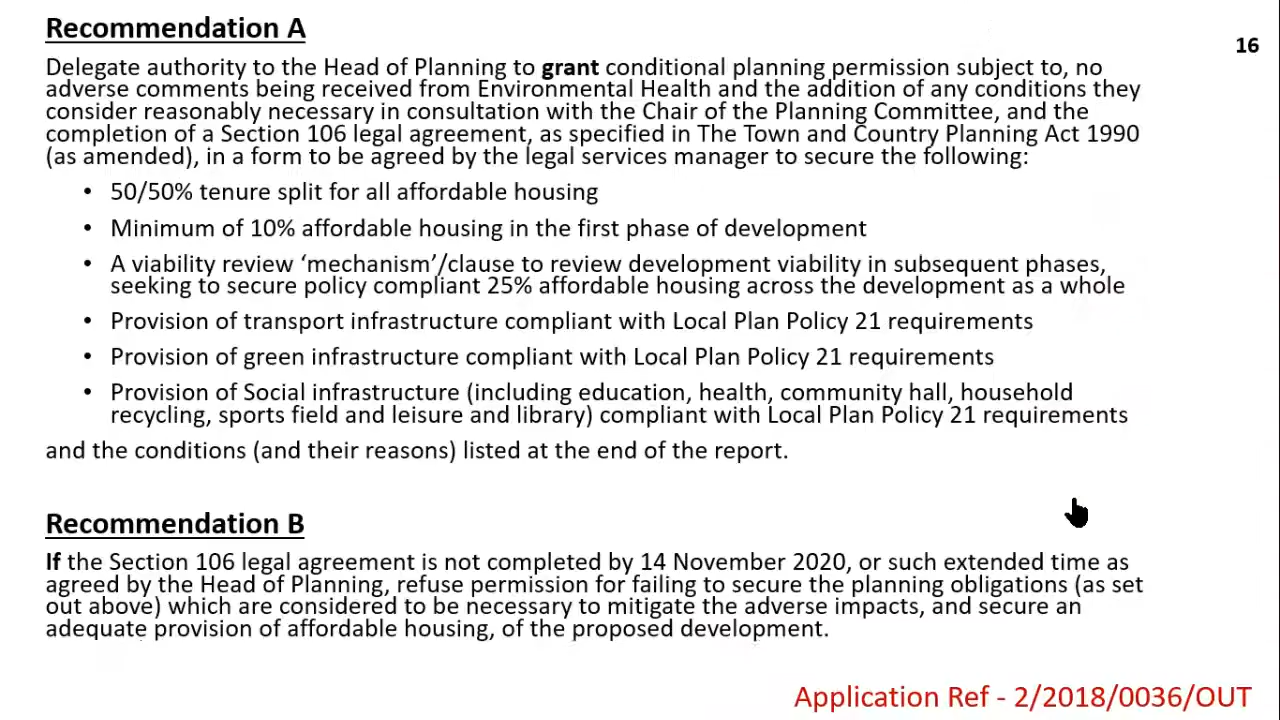 Recommendation A
16
Delegate authority to the Head of Planning to grant conditional planning permission subject to, no
adverse comments being received from Environmental Health and the addition of any conditions they
consider reasonably necessary in consultation with the Chair of the Planning Committee, and the
completion of a Section 106 legal agreement, as specified in The Town and Country Planning Act 1990
(as amended), in a form to be agreed by the legal services manager to secure the following:
• 50/50% tenure split for all affordable housing
• Minimum of 10% affordable housing in the first phase of development
• A viability review ‘mechanism’/clause to review development viability in subsequent phases,
seeking to secure policy compliant 25% affordable housing across the development as a whole
• Provision of transport infrastructure compliant with Local Plan Policy 21 requirements
• Provision of green infrastructure compliant with Local Plan Policy 21 requirements
• Provision of Social infrastructure (including education, health, community hall, household
recycling, sports field and leisure and library) compliant with Local Plan Policy 21 requirements
and the conditions (and their reasons) listed at the end of the report.
Recommendation B
If the Section 106 legal agreement is not completed by 14 November 2020, or such extended time as
agreed by the Head of Planning, refuse permission for failing to secure the planning obligations (as set
out above) which are considered to be necessary to mitigate the adverse impacts, and secure an
adequate provision of affordable housing, of the proposed development.
Application Ref - 2/2018/0036/OUT